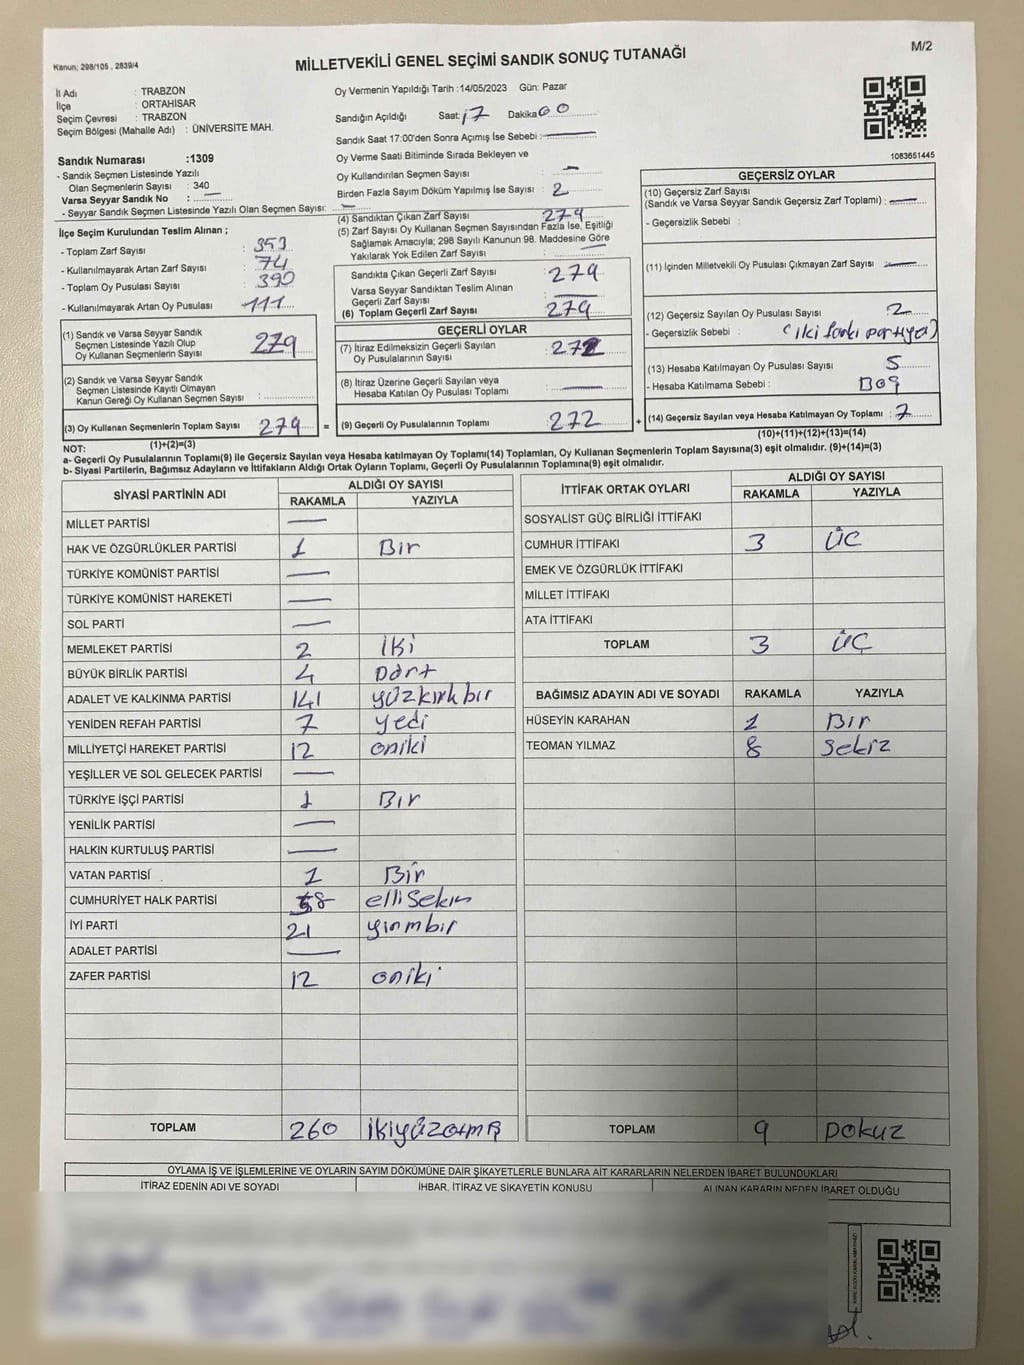 Kanun; 298/105 , 2839/4
MİLLETVEKİLİ GENEL SEÇİMİ SANDIK SONUÇ TUTANAĞI
M/2
İl Adı : TRABZON
İlçe : ORTAHİSAR
Seçim Çevresi : TRABZON
Seçim Bölgesi (Mahalle Adı) : ÜNİVERSİTE MAH.
Sandık Numarası :1309
- Sandık Seçmen Listesinde Yazılı
Olan Seçmenlerin Sayısı : 340
Varsa Seyyar Sandık No : —
- Seyyar Sandık Seçmen Listesinde Yazılı Olan Seçmen Sayısı: —
Oy Vermenin Yapıldığı Tarih :14/05/2023 Gün: Pazar
Sandığın Açıldığı Saat: 17 Dakika 00
Sandık Saat 17:00'den Sonra Açımış İse Sebebi : —
Oy Verme Saati Bitiminde Sırada Bekleyen ve
Oy Kullandırılan Seçmen Sayısı : —
Birden Fazla Sayım Döküm Yapılmış İse Sayısı : 2
1083651445
İlçe Seçim Kurulundan Teslim Alınan ;
- Toplam Zarf Sayısı : 353
- Kullanılmayarak Artan Zarf Sayısı : 74
- Toplam Oy Pusulası Sayısı : 390
- Kullanılmayarak Artan Oy Pusulası : 111
(1) Sandık ve Varsa Seyyar Sandık
Seçmen Listesinde Yazılı Olup
Oy Kullanan Seçmenlerin Sayısı : 279
(2) Sandık ve Varsa Seyyar Sandık
Seçmen Listesinde Kayıtlı Olmayan
Kanun Gereği Oy Kullanan Seçmen Sayısı :
(3) Oy Kullanan Seçmenlerin Toplam Sayısı : 279
(4) Sandıktan Çıkan Zarf Sayısı : 279
(5) Zarf Sayısı Oy Kullanan Seçmen Sayısından Fazla İse, Eşitliği
Sağlamak Amacıyla; 298 Sayılı Kanunun 98. Maddesine Göre
Yakılarak Yok Edilen Zarf Sayısı : —
Sandıkta Çıkan Geçerli Zarf Sayısı : 279
Varsa Seyyar Sandıktan Teslim Alınan
Geçerli Zarf Sayısı : —
(6) Toplam Geçerli Zarf Sayısı : 279
GEÇERLİ OYLAR
(7) İtiraz Edilmeksizin Geçerli Sayılan
Oy Pusulalarının Sayısı : 272
(8) İtiraz Üzerine Geçerli Sayılan veya
Hesaba Katılan Oy Pusulası Toplamı : —
= (9) Geçerli Oy Pusulalarının Toplamı : 272
GEÇERSİZ OYLAR
(10) Geçersiz Zarf Sayısı
(Sandık ve Varsa Seyyar Sandık Geçersiz Zarf Toplamı) : —
- Geçersizlik Sebebi :
(11) İçinden Milletvekili Oy Pusulası Çıkmayan Zarf Sayısı : —
(12) Geçersiz Sayılan Oy Pusulası Sayısı : 2
- Geçersizlik Sebebi : (iki farklı partiye)
(13) Hesaba Katılmayan Oy Pusulası Sayısı : 5
- Hesaba Katılmama Sebebi : Boş
+ (14) Geçersiz Sayılan veya Hesaba Katılmayan Oy Toplamı : 7
NOT: (1)+(2)=(3)
(10)+(11)+(12)+(13)=(14)
a- Geçerli Oy Pusulalarının Toplamı(9) ile Geçersiz Sayılan veya Hesaba katılmayan Oy Toplamı(14) Toplamları, Oy Kullanan Seçmenlerin Toplam Sayısına(3) eşit olmalıdır. (9)+(14)=(3)
b- Siyasi Partilerin, Bağımsız Adayların ve İttifakların Aldığı Ortak Oyların Toplamı, Geçerli Oy Pusulalarının Toplamına(9) eşit olmalıdır.
SİYASİ PARTİNİN ADI ALDIĞI OY SAYISI
RAKAMLA YAZIYLA
MİLLET PARTİSİ —
HAK VE ÖZGÜRLÜKLER PARTİSİ 1 Bir
TÜRKİYE KOMÜNİST PARTİSİ —
TÜRKİYE KOMÜNİST HAREKETİ —
SOL PARTİ —
MEMLEKET PARTİSİ 2 iki
BÜYÜK BİRLİK PARTİSİ 4 Dört
ADALET VE KALKINMA PARTİSİ 141 yüzkırkbir
YENİDEN REFAH PARTİSİ 7 yedi
MİLLİYETÇİ HAREKET PARTİSİ 12 oniki
YEŞİLLER VE SOL GELECEK PARTİSİ —
TÜRKİYE İŞÇİ PARTİSİ 1 Bir
YENİLİK PARTİSİ —
HALKIN KURTULUŞ PARTİSİ —
VATAN PARTİSİ 1 Bir
CUMHURİYET HALK PARTİSİ 58 ellisekiz
İYİ PARTİ 21 yirmibir
ADALET PARTİSİ —
ZAFER PARTİSİ 12 oniki
TOPLAM 260 ikiyüzatmış
İTTİFAK ORTAK OYLARI ALDIĞI OY SAYISI
RAKAMLA YAZIYLA
SOSYALİST GÜÇ BİRLİĞİ İTTİFAKI
CUMHUR İTTİFAKI 3 ÜC
EMEK VE ÖZGÜRLÜK İTTİFAKI
MİLLET İTTİFAKI
ATA İTTİFAKI
TOPLAM 3 ÜÇ
BAĞIMSIZ ADAYIN ADI VE SOYADI RAKAMLA YAZIYLA
HÜSEYİN KARAHAN 1 Bir
TEOMAN YILMAZ 8 Sekiz
TOPLAM 9 Dokuz
OYLAMA İŞ VE İŞLEMLERİNE VE OYLARIN SAYIM DÖKÜMÜNE DAİR ŞİKAYETLERLE BUNLARA AİT KARARLARIN NELERDEN İBARET BULUNDUKLARI
İTİRAZ EDENİN ADI VE SOYADI İHBAR, İTİRAZ VE ŞİKAYETİN KONUSU ALINAN KARARIN NEDEN İBARET OLDUĞU